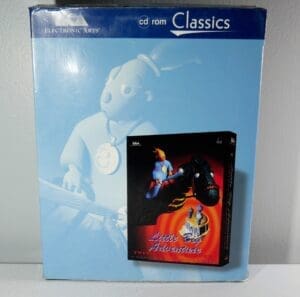 ELECTRONIC ARTS
cd rom Classics
Little Big
Adventure